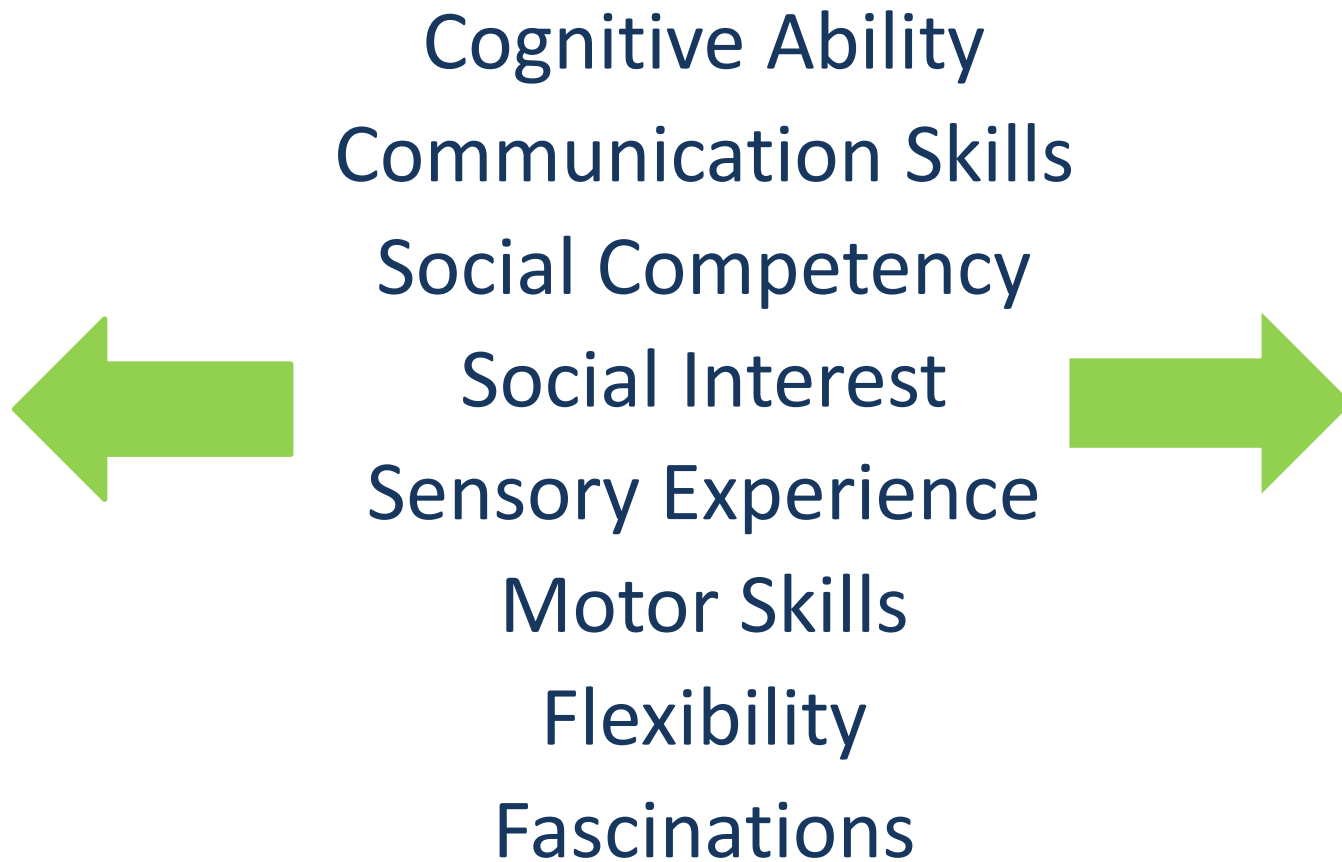 Cognitive Ability
Communication Skills
Social Competency
Social Interest
Sensory Experience
Motor Skills
Flexibility
Fascinations